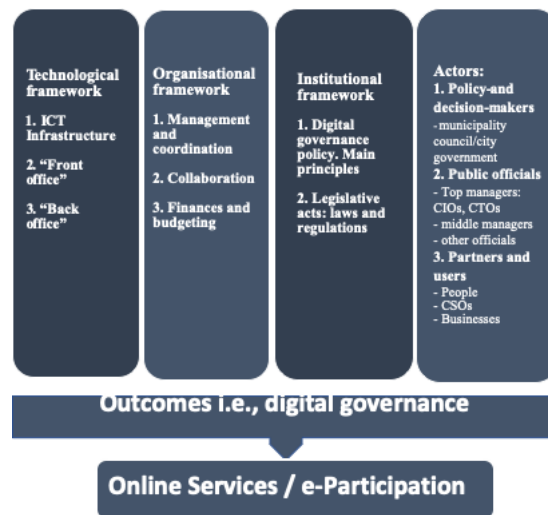 Technological
framework
1. ICT
Infrastructure
2. “Front
office”
3. “Back
office”
Organisational
framework
1. Management
and
coordination
2. Collaboration
3. Finances and
budgeting
Institutional
framework
1. Digital
governance
policy. Main
principles
2. Legislative
acts: laws and
regulations
Actors:
1. Policy-and
decision-makers
-municipality
council/city
government
2. Public officials
- Top managers:
CIOs, CTOs
- middle managers
- other officials
3. Partners and
users
- People
- CSOs
- Businesses
Outcomes i.e., digital governance
Online Services / e-Participation